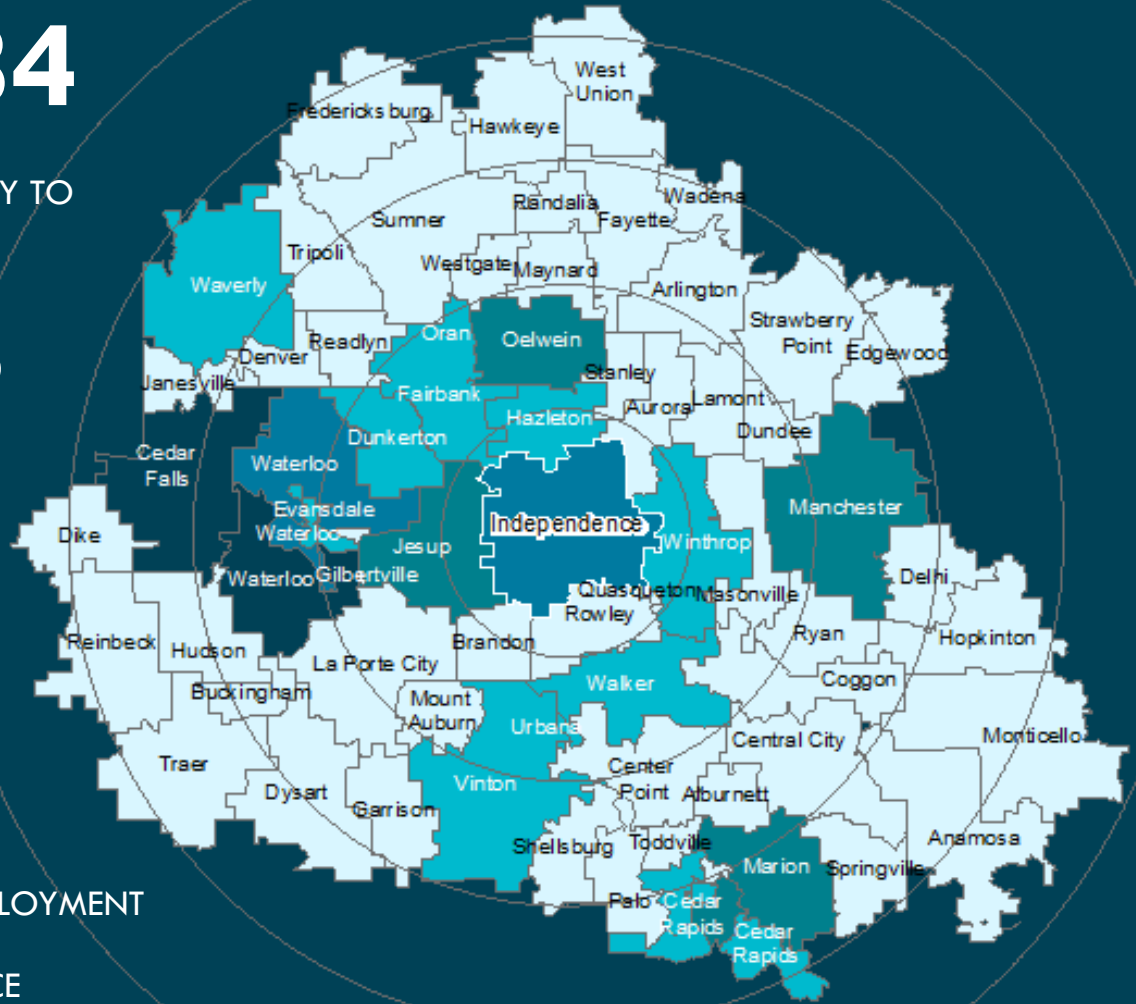 34
Y TO
LOYMENT
CE
West
Union
Fredericksburg
Hawkeye
Wadena
Randalia
Fayette
Sumner
Tripoli
Westgate
Maynard
Waverly
Arlington
Strawberry
Point
Edgewood
Oran
Oelwein
Readlyn
Denver
Janesville
Stanley
Fairbank
Lamont
Aurora
Hazleton
Dundee
Dunkerton
Cedar
Falls
Waterloo
Manchester
Evansdale
Independence
Dike
Waterloo
Jesup
Winthrop
Waterloo
Gilbertville
Delhi
Quasqueton
Masonville
Rowley
Ryan
Hopkinton
Reinbeck
Hudson
Brandon
La Porte City
Coggon
Walker
Buckingham
Mount
Auburn
Urbana
Monticello
Central City
Traer
Center
Point
Vinton
Dysart
Alburnett
Garrison
Anamosa
Shellsburg
Toddville
Marion
Springville
Palo
Cedar
Rapids
Cedar
Rapids